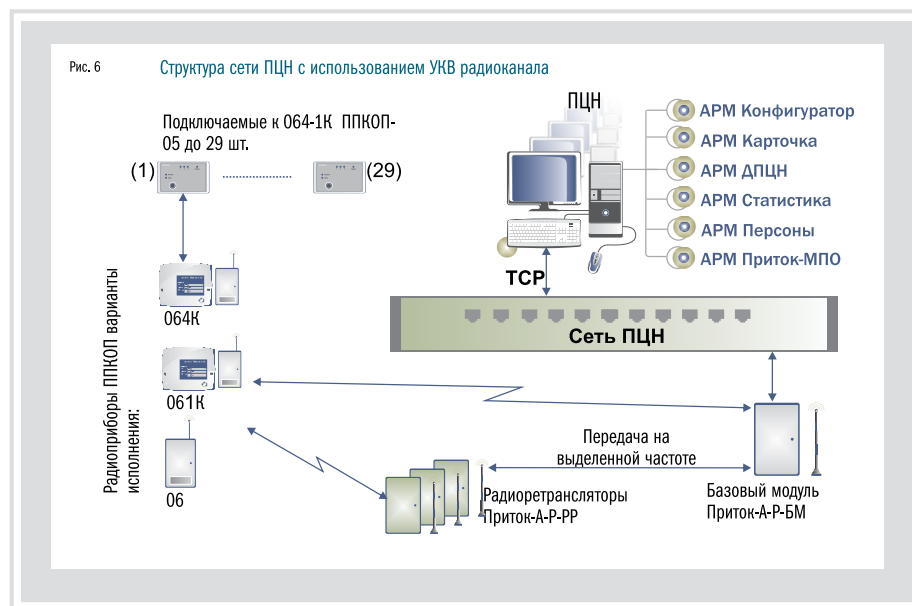 Рис. 6
Структура сети ПЦН с использованием УКВ радиоканала
Подключаемые к 064-1К ППКОП-
05 до 29 шт.
(1)
(29)
ПЦН
АРМ Конфигуратор
АРМ Карточка
АРМ ДПЦН
АРМ Статистика
АРМ Персоны
АРМ Приток-МПО
TCP
Сеть ПЦН
Радиоприборы ППКОП варианты
исполнения:
064К
061К
06
Передача на
выделенной частоте
Радиоретрансляторы
Приток-А-Р-РР
Базовый модуль
Приток-А-Р-БМ